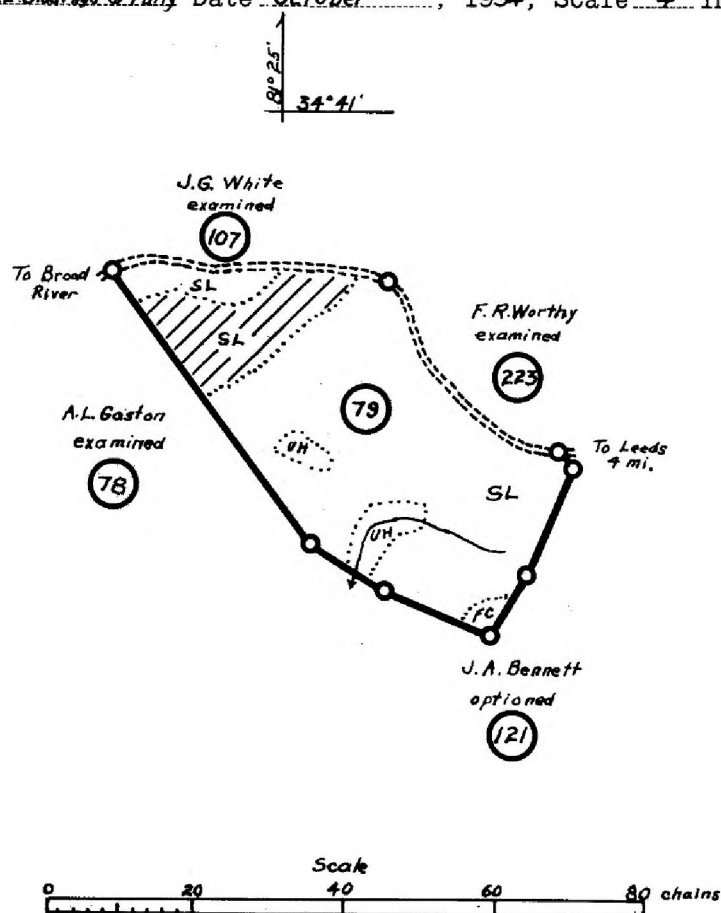 Date October, 1934, Scale 4
81° 25'
34° 41'
J.G. White
examined
107
To Broad
River
SL
SL
F.R. Worthy
examined
223
A.L. Gaston
examined
78
79
UH
To Leeds
4 mi.
SL
UH
FC
J.A. Bennett
optioned
121
Scale
0 20 40 60 80 chains